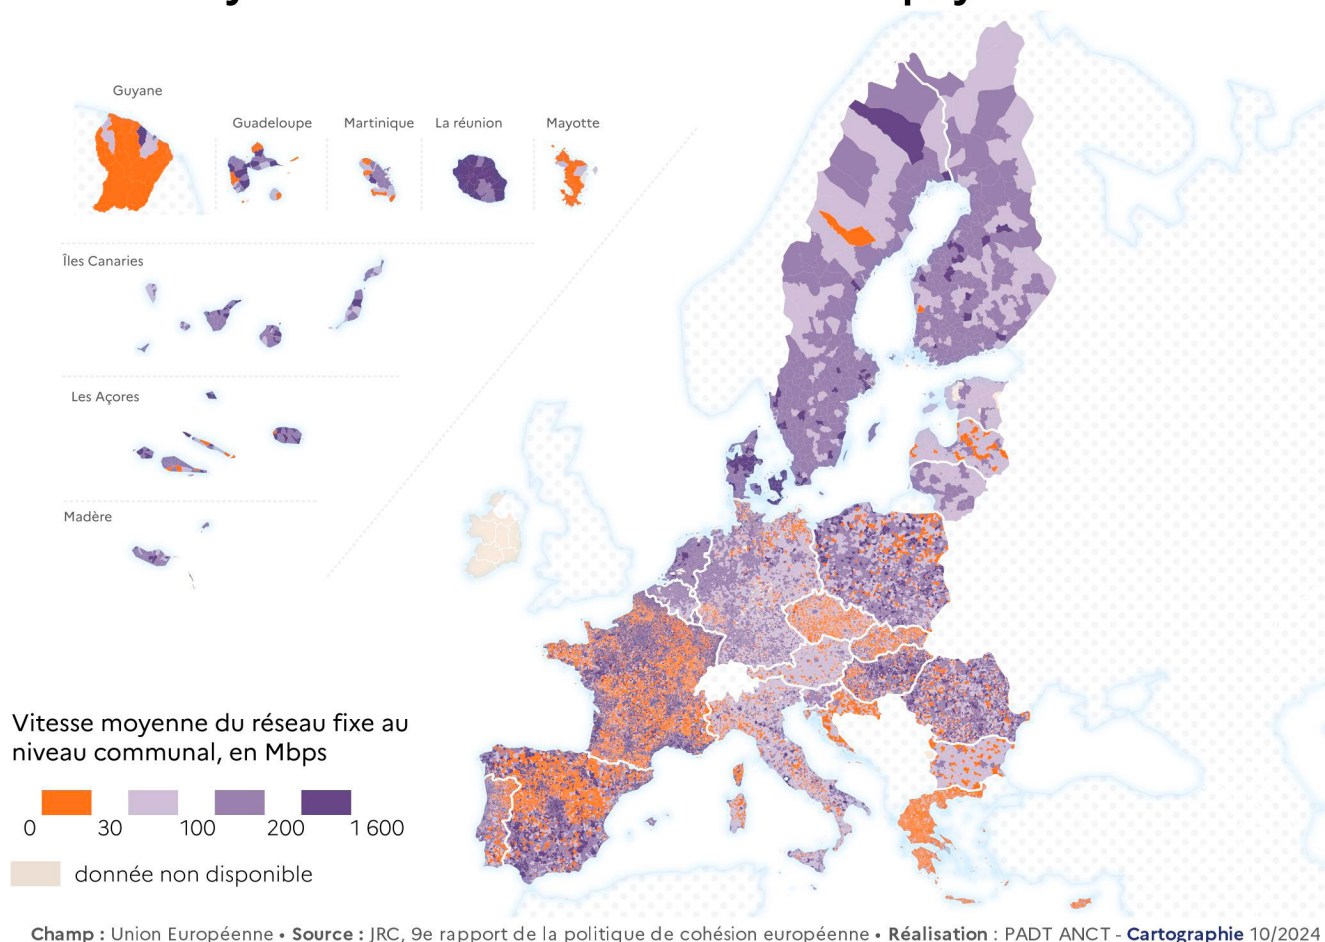 Guyane
Guadeloupe
Martinique
La réunion
Mayotte
Îles Canaries
Les Açores
Madère
Vitesse moyenne du réseau fixe au
niveau communal, en Mbps
0 30 100 200 1 600
donnée non disponible
Champ : Union Européenne • Source : JRC, 9e rapport de la politique de cohésion européenne • Réalisation : PADT ANCT - Cartographie 10/2024